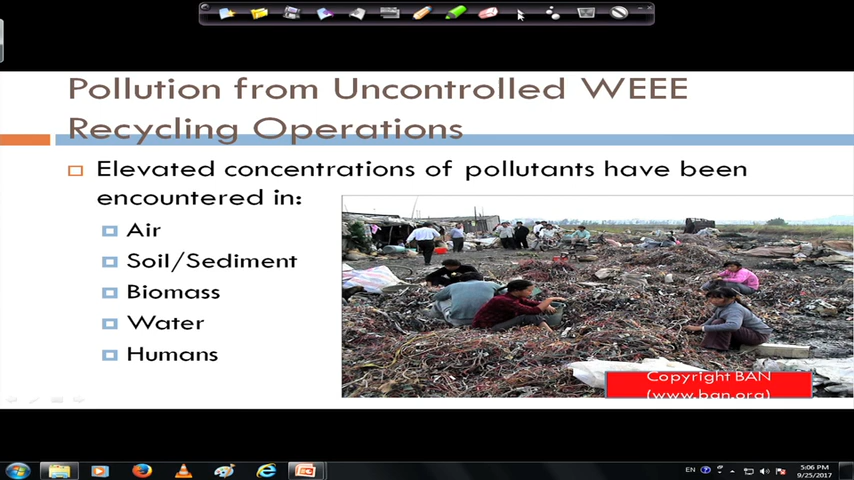 Pollution from Uncontrolled WEEE
Recycling Operations
Elevated concentrations of pollutants have been
encountered in:
Air
Soil/Sediment
Biomass
Water
Humans
Copyright BAN
(www.ban.org)
EN
5:06 PM
9/25/2017